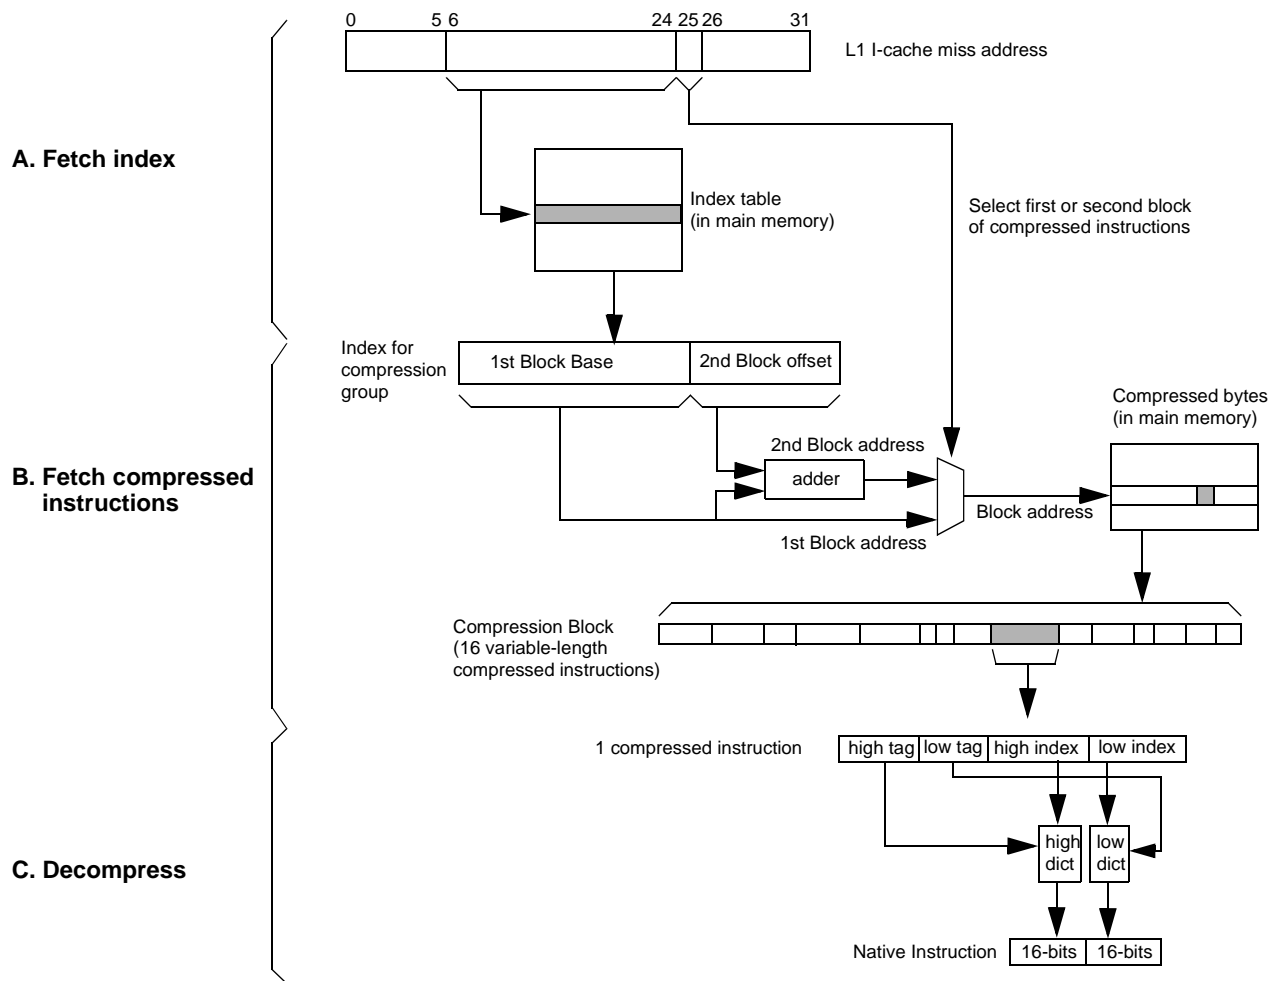 0 5 6 24 25 26 31
L1 I-cache miss address
A. Fetch index
Index table
(in main memory)
Select first or second block
of compressed instructions
Index for
compression
group
1st Block Base
2nd Block offset
Compressed bytes
(in main memory)
B. Fetch compressed
instructions
2nd Block address
adder
Block address
1st Block address
Compression Block
(16 variable-length
compressed instructions)
1 compressed instruction
high tag low tag high index low index
C. Decompress
high
dict
low
dict
Native Instruction
16-bits 16-bits